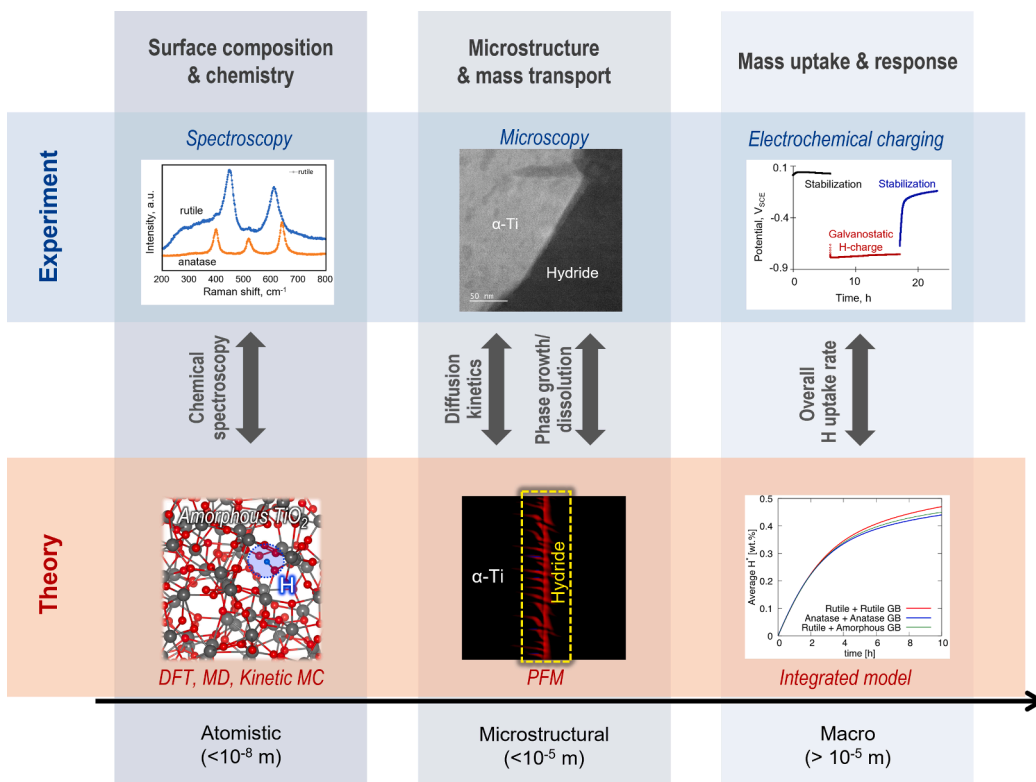 Surface composition
& chemistry
Microstructure
& mass transport
Mass uptake & response
Experiment
Spectroscopy
Intensity, a.u.
rutile
rutile
anatase
200 300 400 500 600 700 800
Raman shift, cm⁻¹
Microscopy
α-Ti
Hydride
50 nm
Electrochemical charging
Potential, V_SCE
0.1
-0.4
-0.9
Stabilization
Stabilization
Galvanostatic
H-charge
0 10 20
Time, h
Chemical
spectroscopy
Diffusion
kinetics
Phase growth/
dissolution
Overall
H uptake rate
Theory
Amorphous TiO₂
H
DFT, MD, Kinetic MC
α-Ti
Hydride
PFM
Average H* [wt.%]
0.5
0.4
0.3
0.2
0.1
0
Rutile + Rutile GB
Anatase + Anatase GB
Rutile + Amorphous GB
0 2 4 6 8 10
time [h]
Integrated model
Atomistic
(<10⁻⁸ m)
Microstructural
(<10⁻⁵ m)
Macro
(> 10⁻⁵ m)